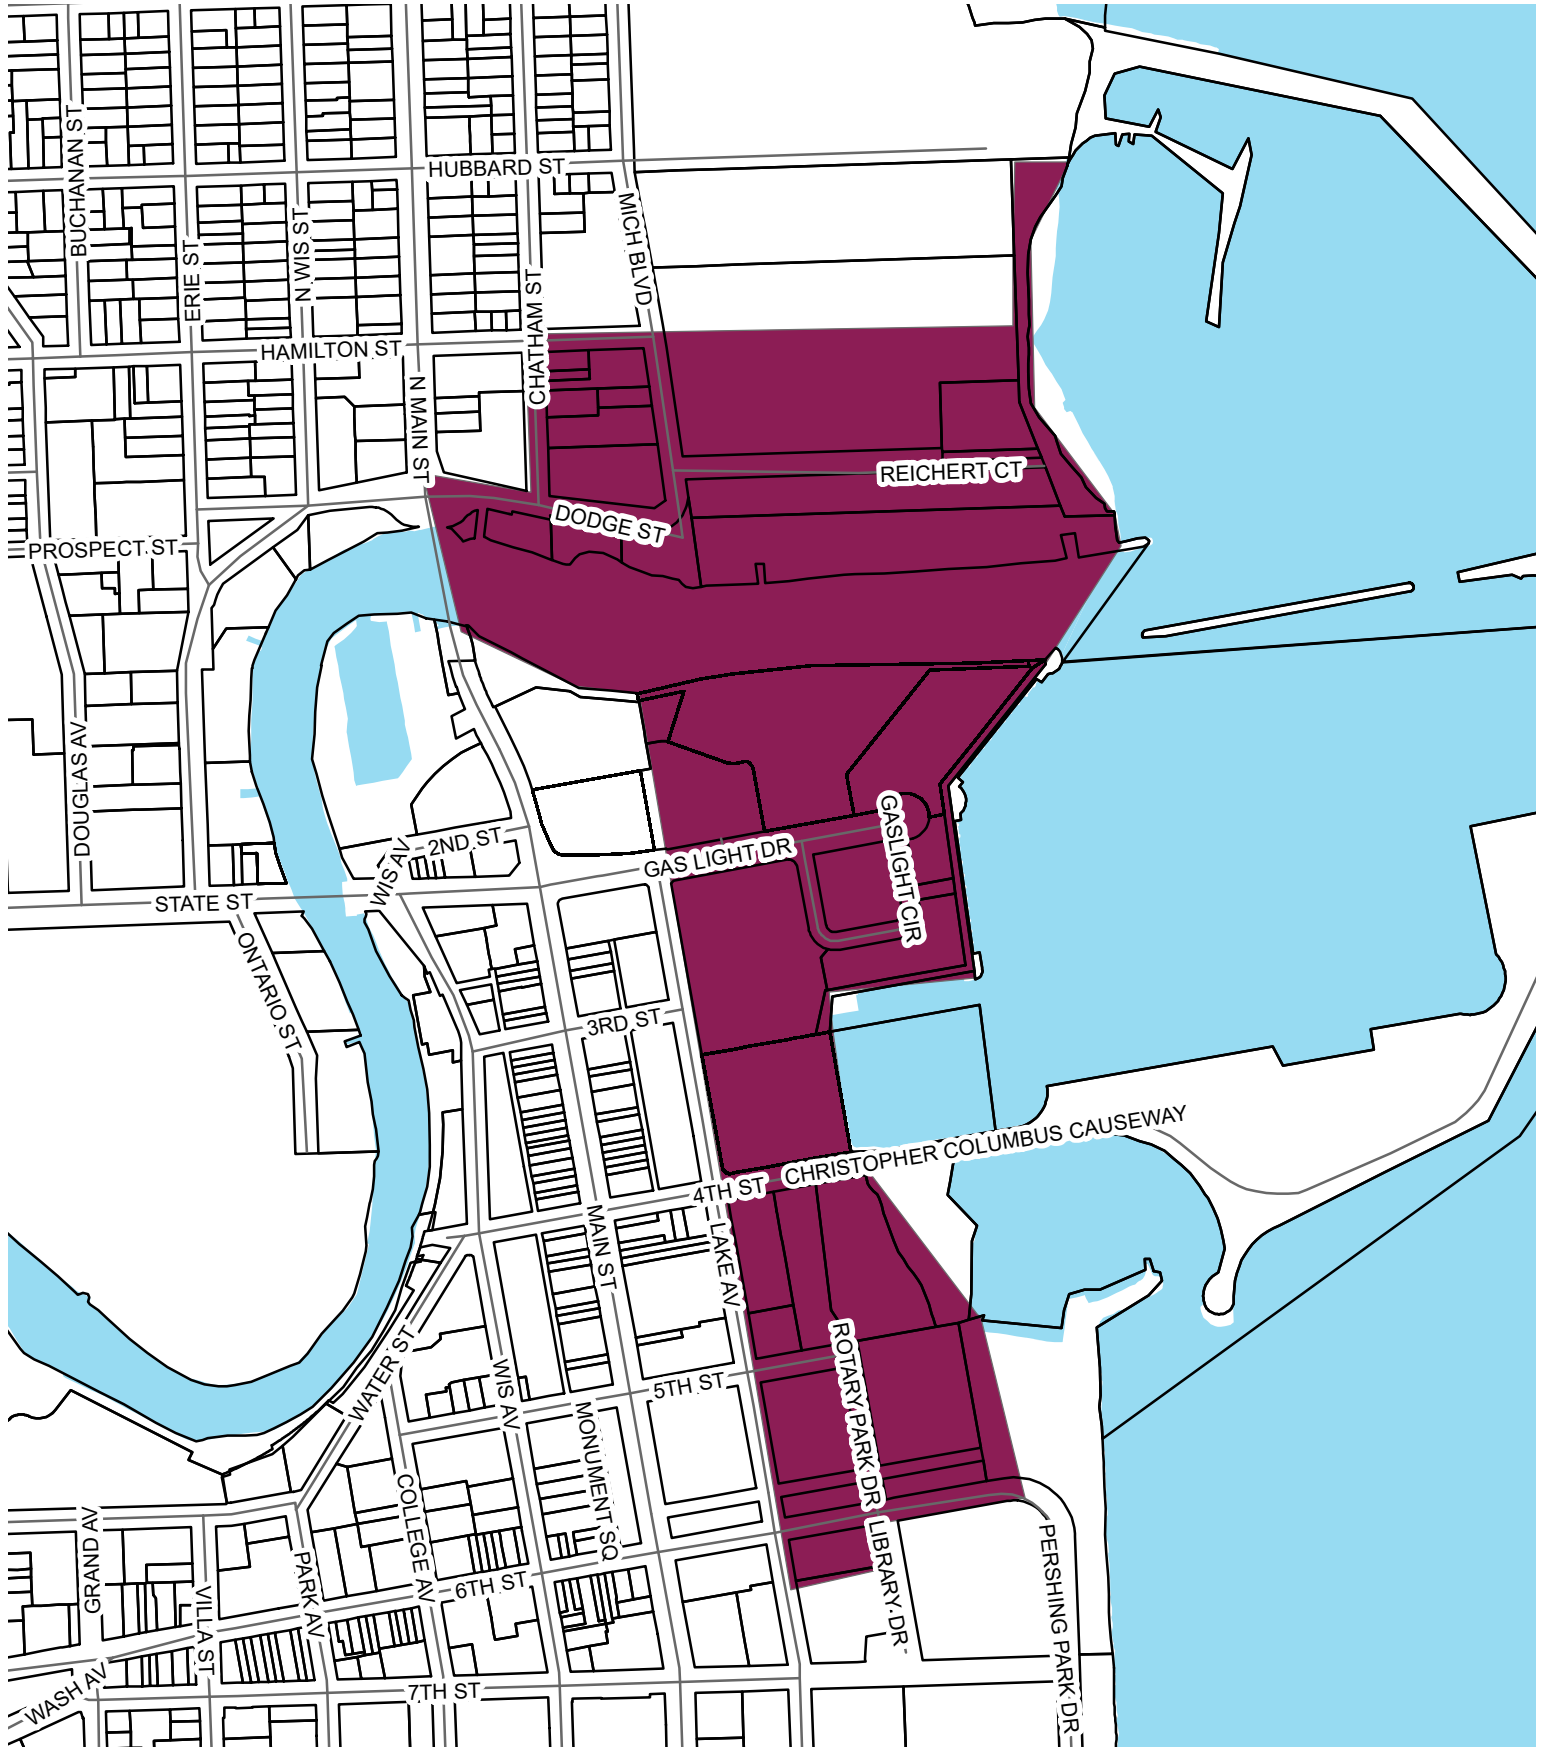 HUBBARD ST
BUCHANAN ST
ERIE ST
N WIS ST
MICH BLVD
CHATHAM ST
HAMILTON ST
N MAIN ST
REICHERT CT
DODGE ST
PROSPECT ST
DOUGLAS AV
2ND ST
WIS AV
GAS LIGHT DR
GASLIGHT CIR
STATE ST
ONTARIO ST
3RD ST
CHRISTOPHER COLUMBUS CAUSEWAY
4TH ST
MAIN ST
LAKE AV
WATER ST
ROTARY PARK DR
WIS AV
5TH ST
MONUMENT SQ
COLLEGE AV
GRAND AV
LIBRARY DR
PERSHING PARK DR
PARK AV
6TH ST
VILLA ST
WASH AV
7TH ST